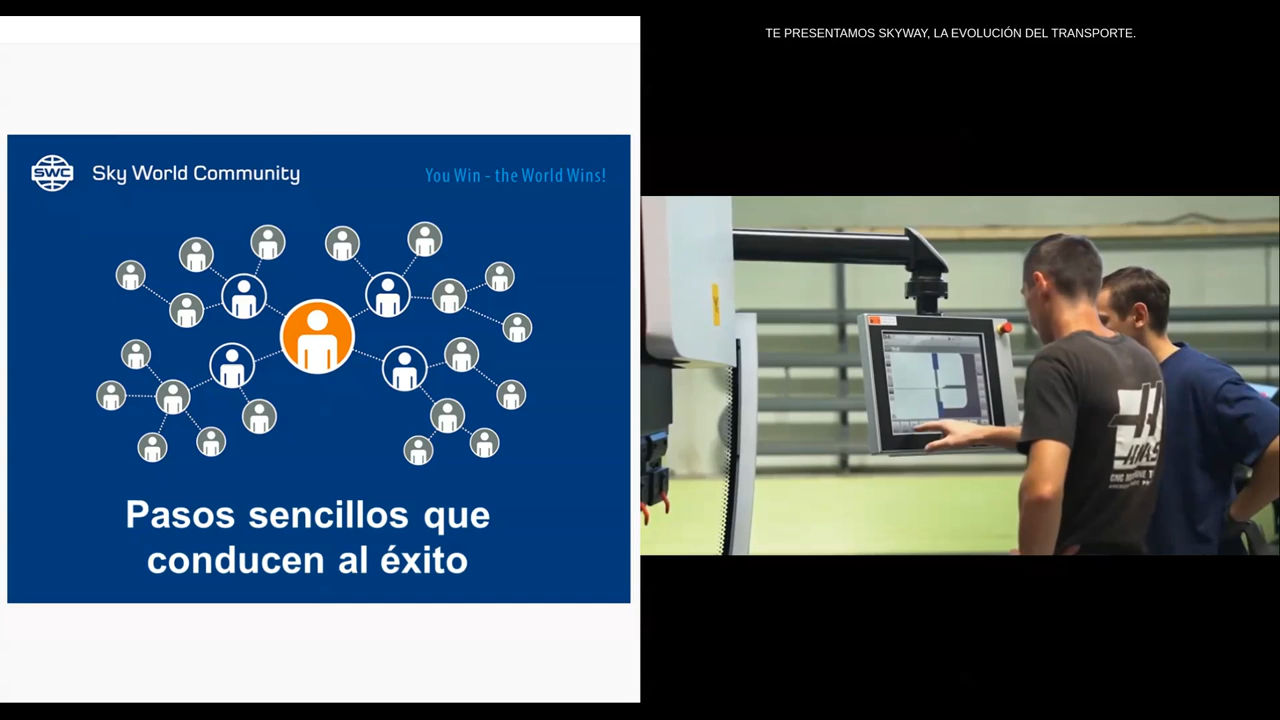 SWC
Sky World Community
You Win - the World Wins!
Pasos sencillos que
conducen al éxito
TE PRESENTAMOS SKYWAY, LA EVOLUCIÓN DEL TRANSPORTE.